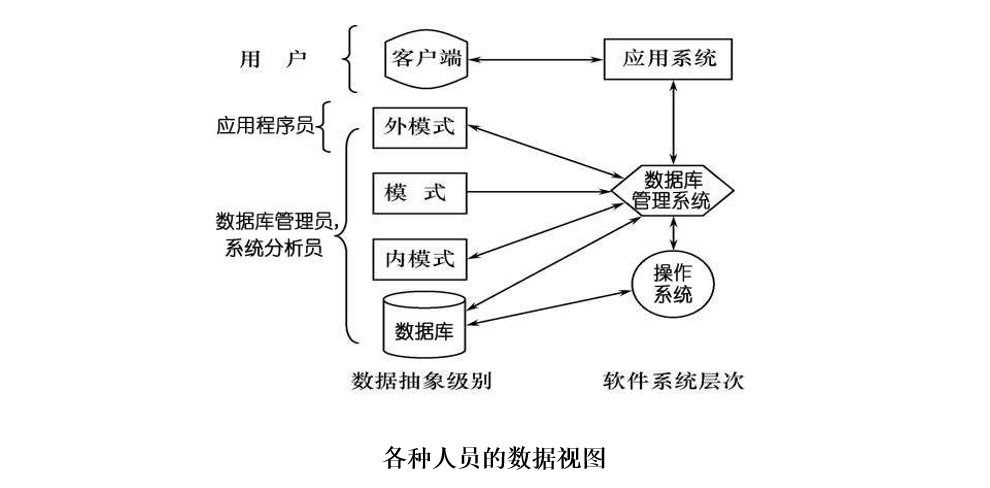 用 户
客户端
应用系统
应用程序员
外模式
模 式
数据库
管理系统
数据库管理员,
系统分析员
内模式
操作
系统
数据库
数据抽象级别
软件系统层次
各种人员的数据视图